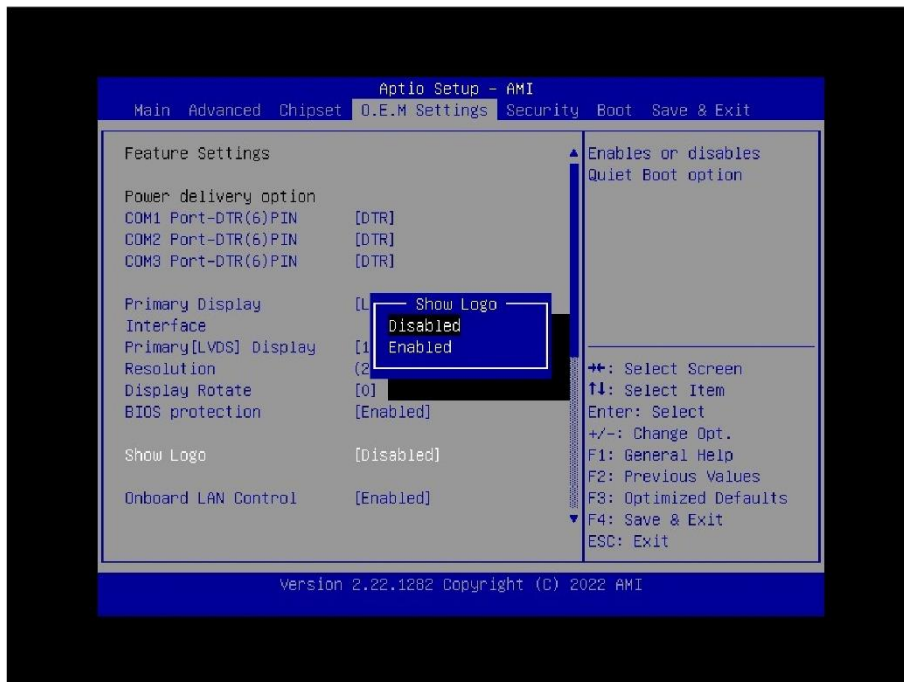 Aptio Setup - AMI
Main Advanced Chipset O.E.M Settings Security Boot Save & Exit
Feature Settings
Power delivery option
COM1 Port-DTR(6)PIN [DTR]
COM2 Port-DTR(6)PIN [DTR]
COM3 Port-DTR(6)PIN [DTR]
Primary Display [L
Interface
Primary[LVDS] Display [1
Resolution (2
Display Rotate [0]
BIOS protection [Enabled]
Show Logo [Disabled]
Onboard LAN Control [Enabled]
Show Logo
Disabled
Enabled
Enables or disables
Quiet Boot option
→←: Select Screen
↑↓: Select Item
Enter: Select
+/-: Change Opt.
F1: General Help
F2: Previous Values
F3: Optimized Defaults
F4: Save & Exit
ESC: Exit
Version 2.22.1282 Copyright (C) 2022 AMI